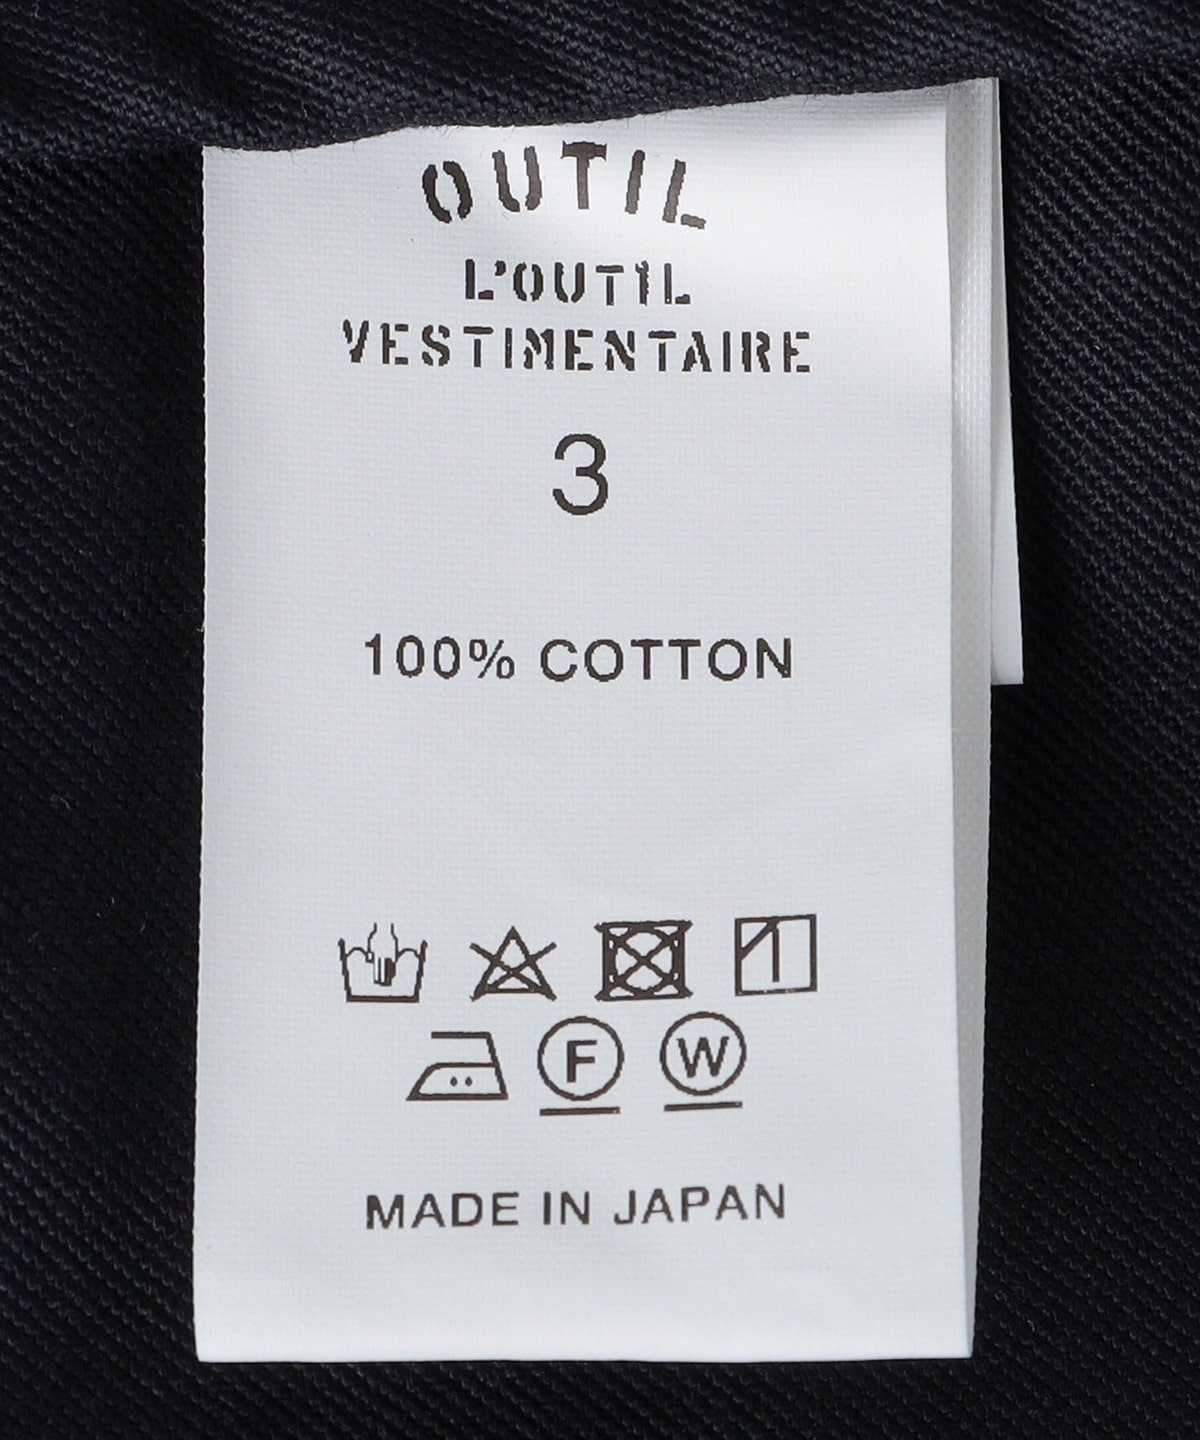 OUTIL
L'OUTIL
VESTIMENTAIRE
3
100% COTTON
F W
MADE IN JAPAN